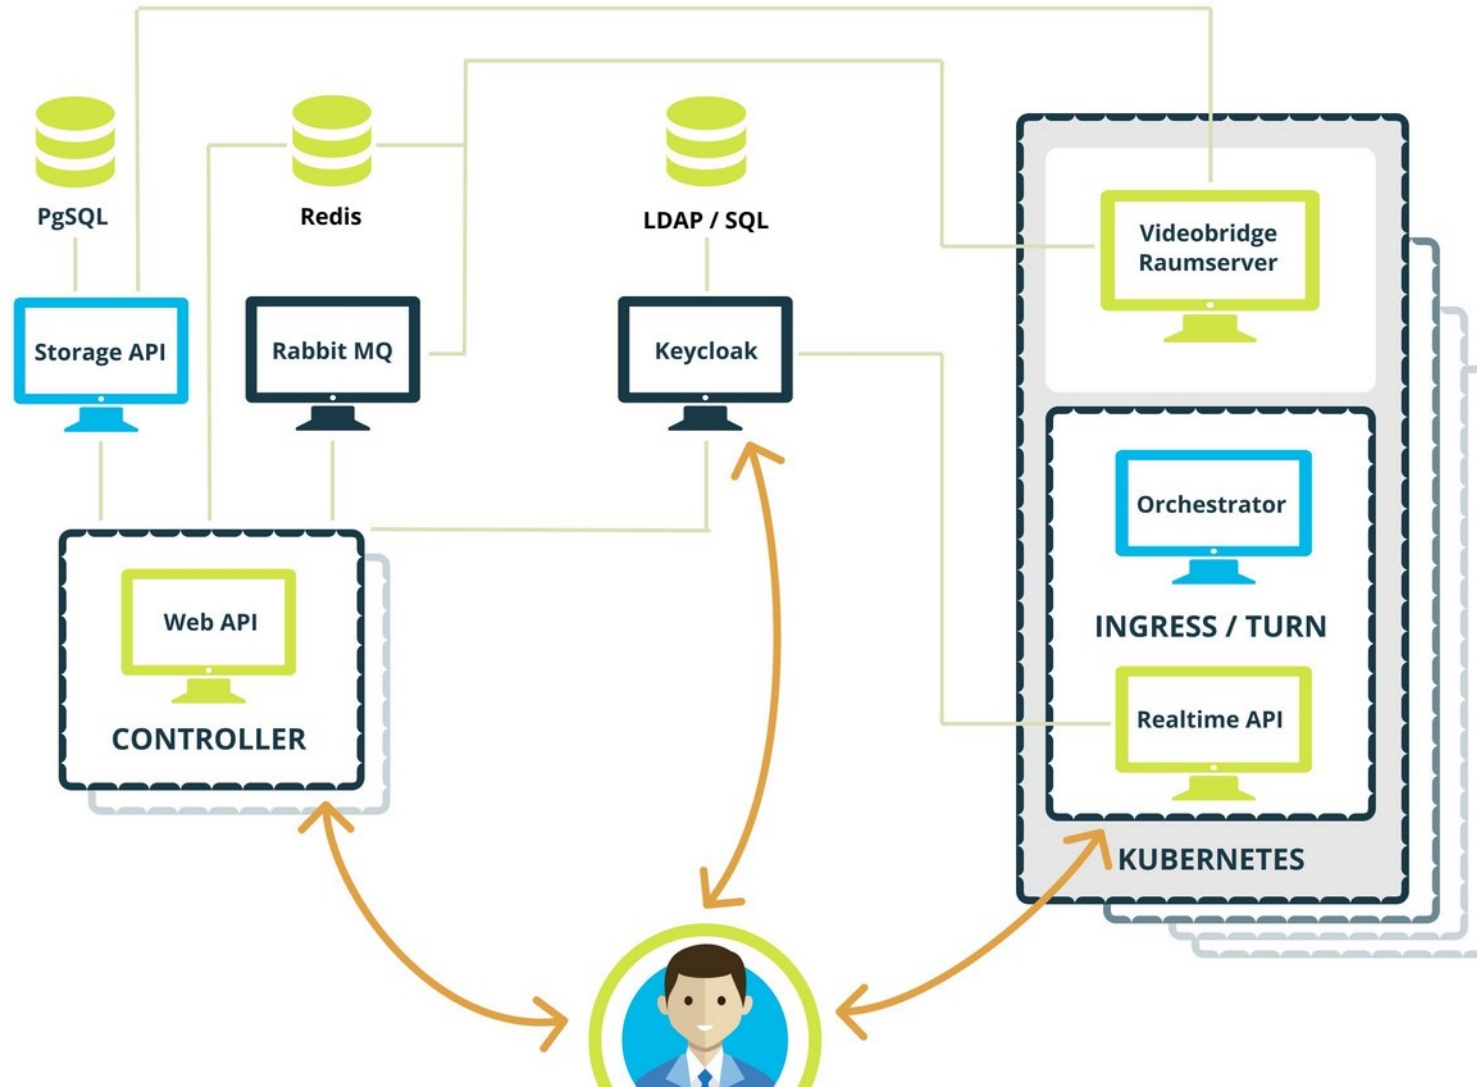 PgSQL
Redis
LDAP / SQL
Videobridge
Raumserver
Storage API
Rabbit MQ
Keycloak
Orchestrator
INGRESS / TURN
Web API
CONTROLLER
Realtime API
KUBERNETES